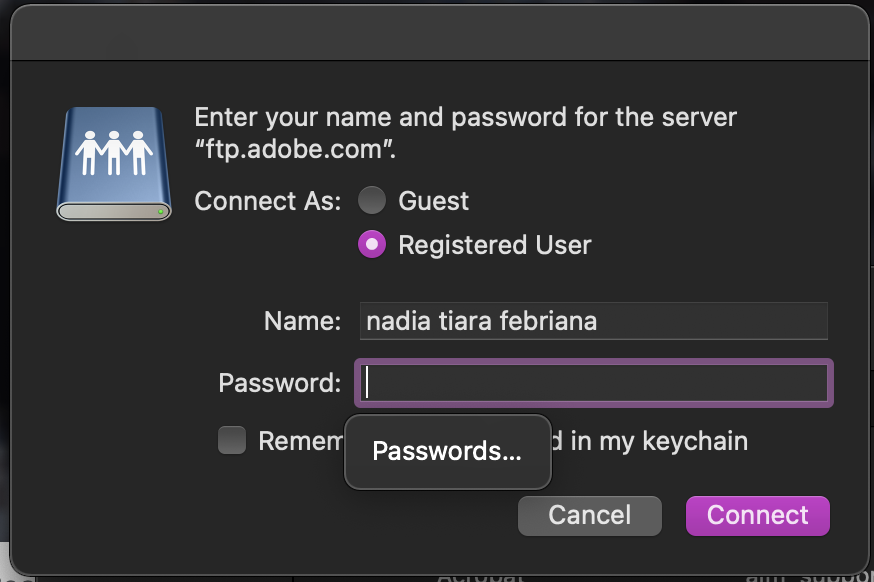 Enter your name and password for the server
“ftp.adobe.com”.
Connect As: Guest
Registered User
Name: nadia tiara febriana
Password:
Remem
Passwords...
d in my keychain
Cancel Connect
Acrobat